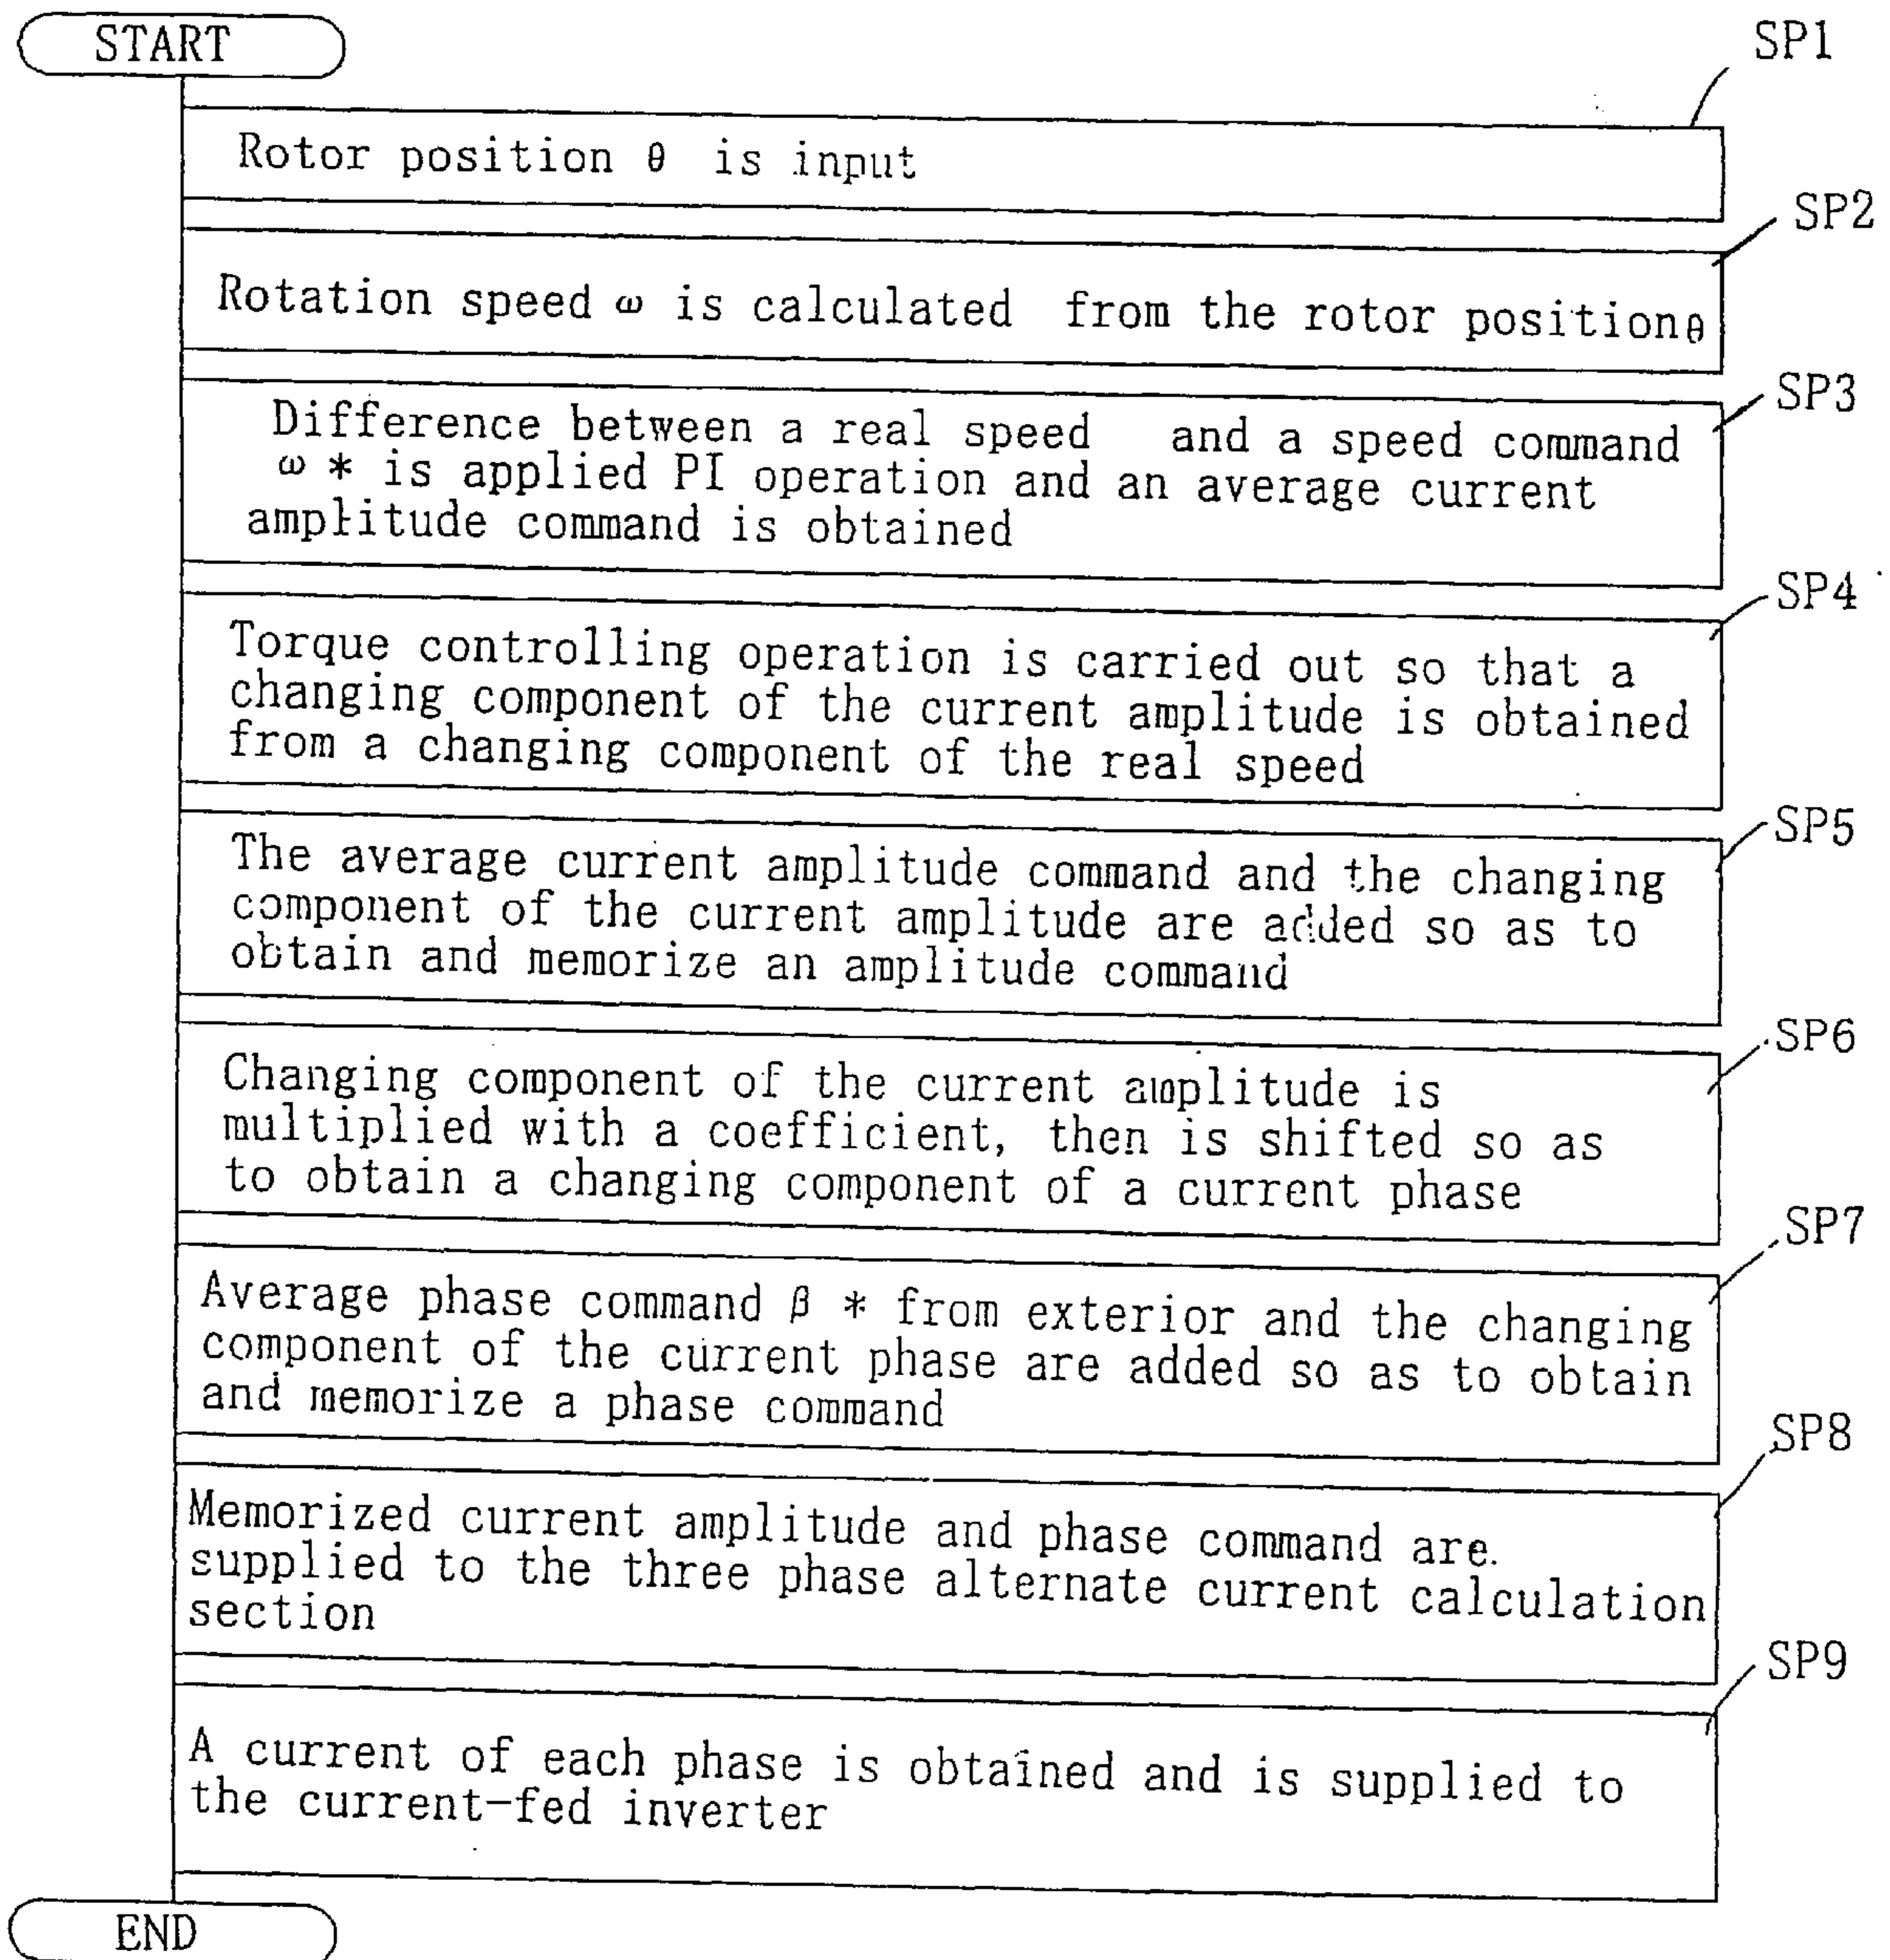 START
SP1
Rotor position θ is input
SP2
Rotation speed ω is calculated from the rotor positionθ
SP3
Difference between a real speed and a speed command
ω * is applied PI operation and an average current
amplitude command is obtained
SP4
Torque controlling operation is carried out so that a
changing component of the current amplitude is obtained
from a changing component of the real speed
SP5
The average current amplitude command and the changing
component of the current amplitude are added so as to
obtain and memorize an amplitude command
SP6
Changing component of the current amplitude is
multiplied with a coefficient, then is shifted so as
to obtain a changing component of a current phase
SP7
Average phase command β * from exterior and the changing
component of the current phase are added so as to obtain
and memorize a phase command
SP8
Memorized current amplitude and phase command are.
supplied to the three phase alternate current calculation
section
SP9
A current of each phase is obtained and is supplied to
the current-fed inverter
END